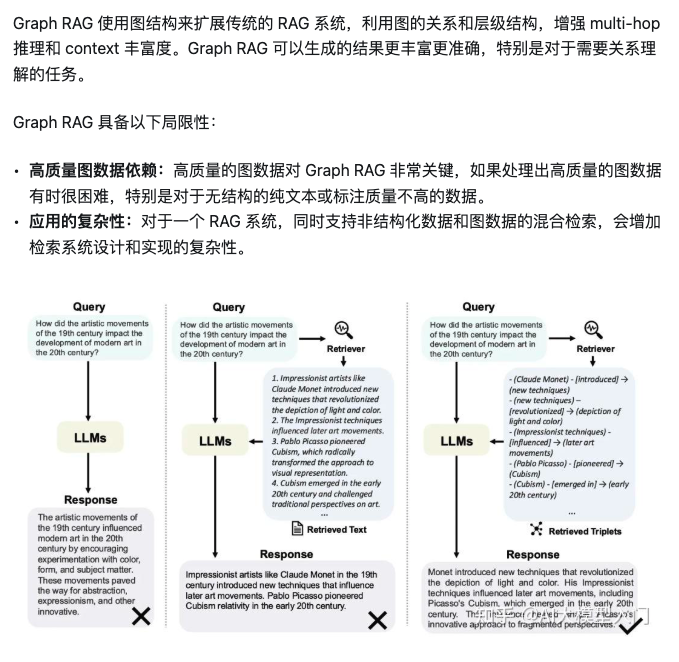 Graph RAG 使用图结构来扩展传统的 RAG 系统，利用图的关系和层级结构，增强 multi-hop
推理和 context 丰富度。Graph RAG 可以生成的结果更丰富更准确，特别是对于需要关系理
解的任务。
Graph RAG 具备以下局限性：
• 高质量图数据依赖：高质量的图数据对 Graph RAG 非常关键，如果处理出高质量的图数据
有时很困难，特别是对于无结构的纯文本或标注质量不高的数据。
• 应用的复杂性：对于一个 RAG 系统，同时支持非结构化数据和图数据的混合检索，会增加
检索系统设计和实现的复杂性。
Query
How did the artistic movements
of the 19th century impact the
development of modern art in
the 20th century?
LLMs
Response
The artistic movements of
the 19th century influenced
modern art in the 20th
century by encouraging
experimentation with color,
form, and subject matter.
These movements paved
the way for abstraction,
expressionism, and other
innovative.
Query
How did the artistic movements
of the 19th century impact the
development of modern art in
the 20th century?
Retriever
1. Impressionist artists like
Claude Monet introduced new
techniques that revolutionized
the depiction of light and color.
2. The Impressionist techniques
influenced later art movements.
3. Pablo Picasso pioneered
Cubism, which radically
transformed the approach to
visual representation.
4. Cubism emerged in the early
20th century and challenged
traditional perspectives on art.
...
LLMs
Retrieved Text
Response
Impressionist artists like Claude Monet in the 19th
century introduced new techniques that influence
later art movements. Pablo Picasso pioneered
Cubism relativity in the early 20th century.
Query
How did the artistic movements
of the 19th century impact the
development of modern art in
the 20th century?
Retriever
- (Claude Monet) - [introduced] →
(new techniques)
- (new techniques) –
[revolutionized] → (depiction of
light and color)
- (Impressionist techniques) -
[influenced] → (later art
movements)
- (Pablo Picasso) - [pioneered] →
(Cubism)
- (Cubism) - [emerged in] → (early
20th century)
...
LLMs
Retrieved Triplets
Response
Monet introduced new techniques that revolutionized
the depiction of light and color. His Impressionist
techniques influenced later art movements, including
Picasso's Cubism, which emerged in the early 20th
century. Picasso's
innovative approach to fragmented perspectives.
知乎 @AI大模型入门